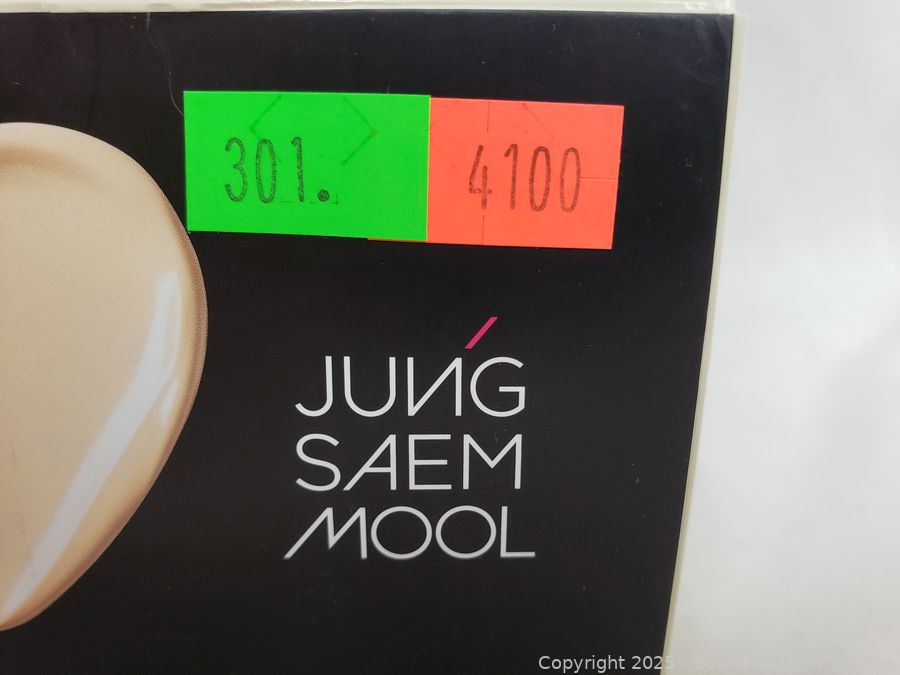 301.
4100
JUNG
SAEM
MOOL
Copyright 2025 - Sound Auction Service